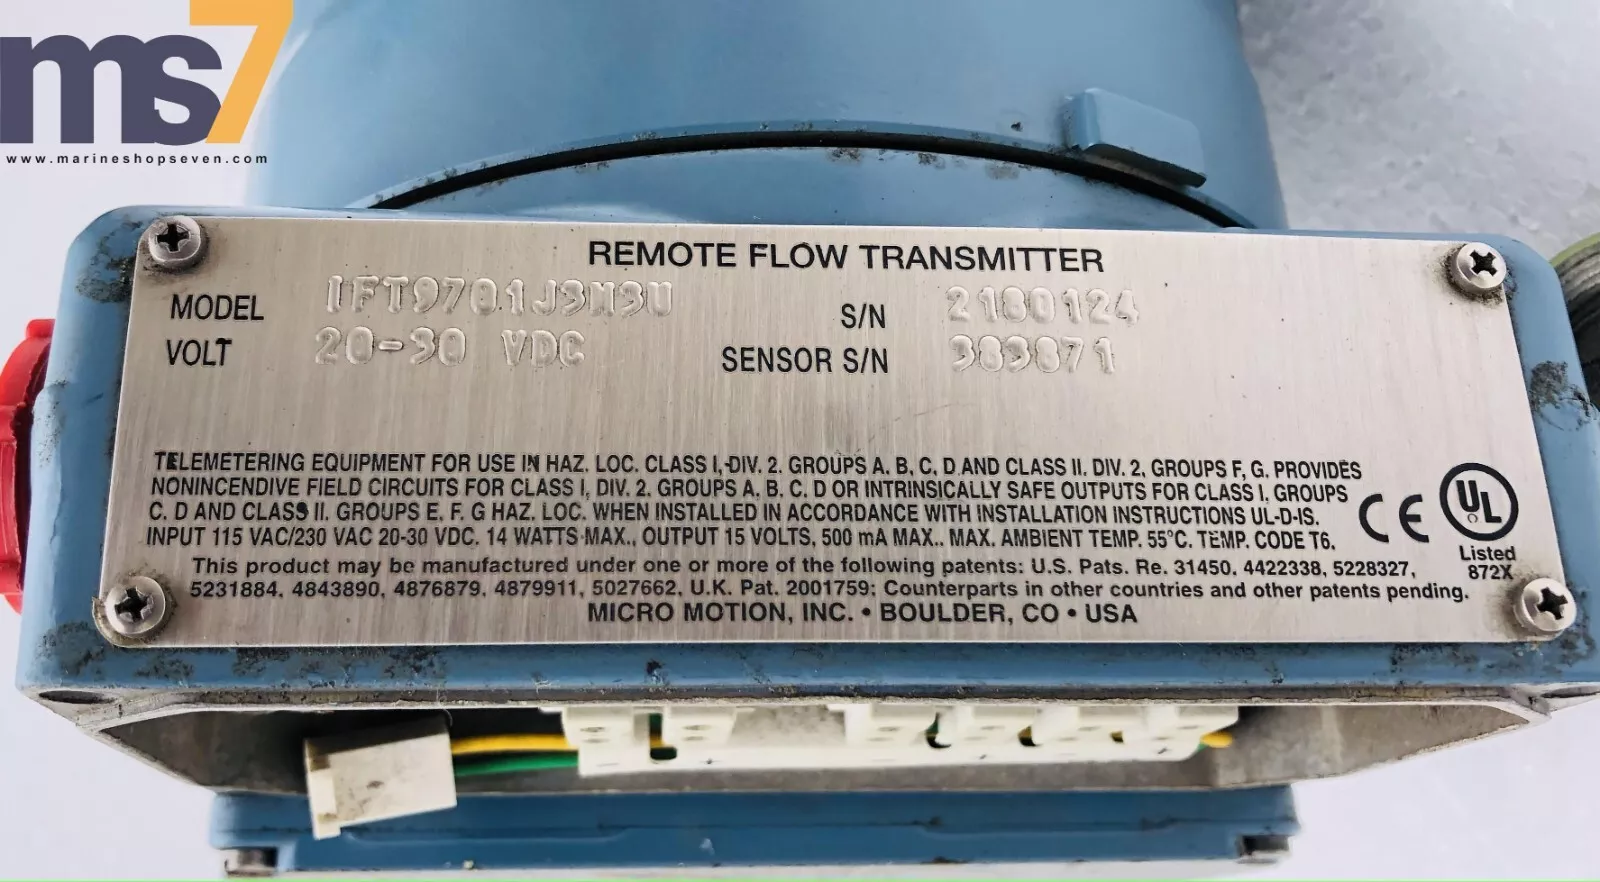 ms7
www.marineshopseven.com
REMOTE FLOW TRANSMITTER
MODEL IFT9701J3N3U S/N 2180124
VOLT 20-30 VDC SENSOR S/N 383871
TELEMETERING EQUIPMENT FOR USE IN HAZ. LOC. CLASS I, DIV. 2, GROUPS A, B, C, D AND CLASS II, DIV. 2, GROUPS F, G. PROVIDES
NONINCENDIVE FIELD CIRCUITS FOR CLASS I, DIV. 2, GROUPS A, B, C, D OR INTRINSICALLY SAFE OUTPUTS FOR CLASS I, GROUPS
C, D AND CLASS II, GROUPS E, F, G HAZ. LOC. WHEN INSTALLED IN ACCORDANCE WITH INSTALLATION INSTRUCTIONS UL-D-IS.
INPUT 115 VAC/230 VAC 20-30 VDC, 14 WATTS MAX., OUTPUT 15 VOLTS, 500 mA MAX., MAX. AMBIENT TEMP. 55°C. TEMP. CODE T6.
CE UL
Listed
872X
This product may be manufactured under one or more of the following patents: U.S. Pats. Re. 31450, 4422338, 5228327,
5231884, 4843890, 4876879, 4879911, 5027662, U.K. Pat. 2001759; Counterparts in other countries and other patents pending.
MICRO MOTION, INC. • BOULDER, CO • USA